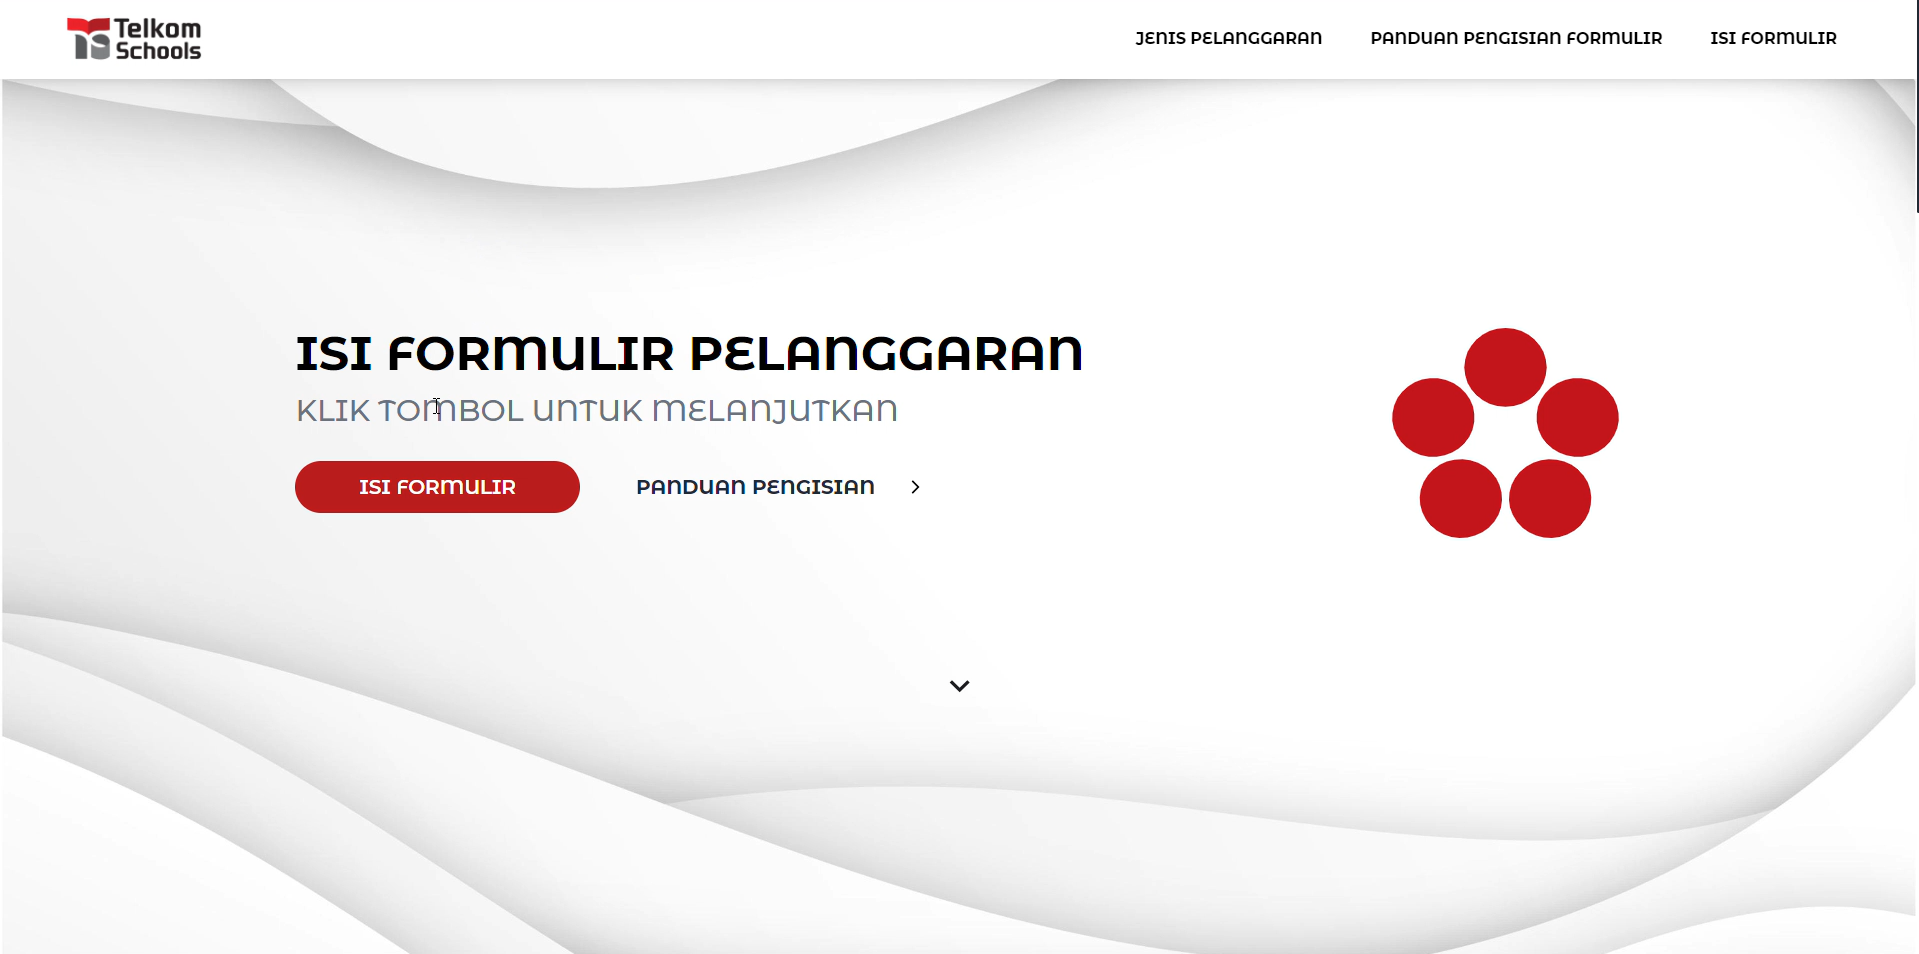 Telkom
Schools
JENIS PELANGGARAN
PANDUAN PENGISIAN FORMULIR
ISI FORMULIR
ISI FORMULIR PELANGGARAN
KLIK TOMBOL UNTUK MELANJUTKAN
ISI FORMULIR
PANDUAN PENGISIAN